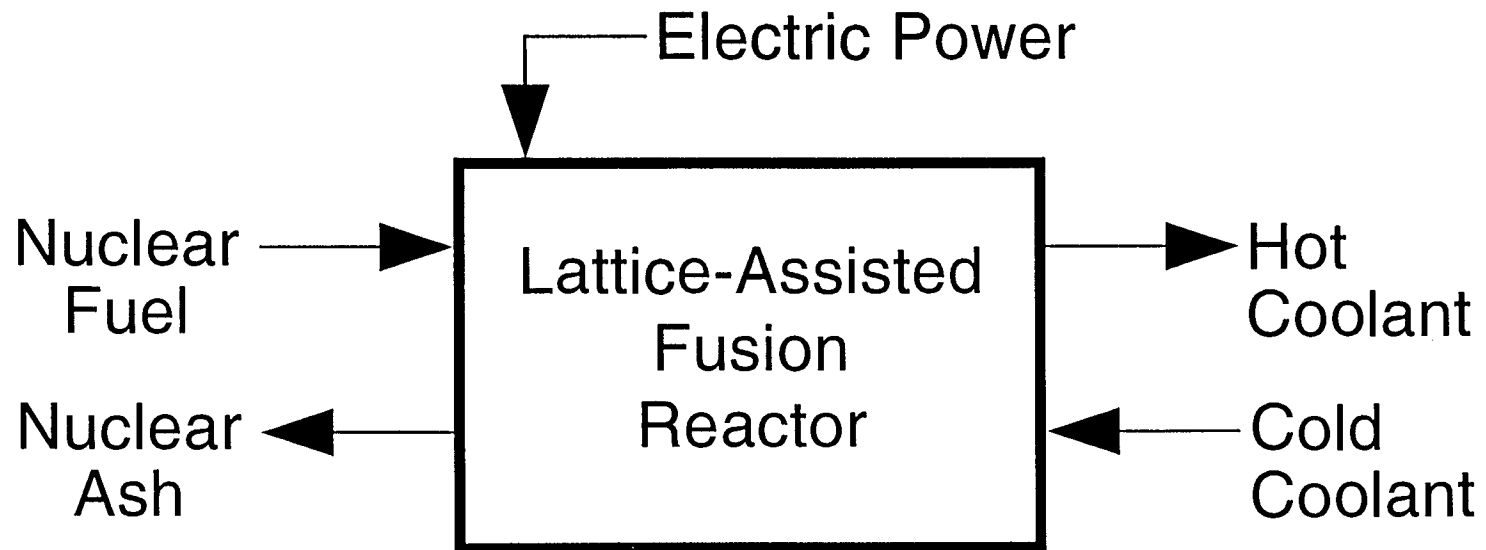 Electric Power
Nuclear
Fuel
Lattice-Assisted
Fusion
Reactor
Hot
Coolant
Nuclear
Ash
Cold
Coolant